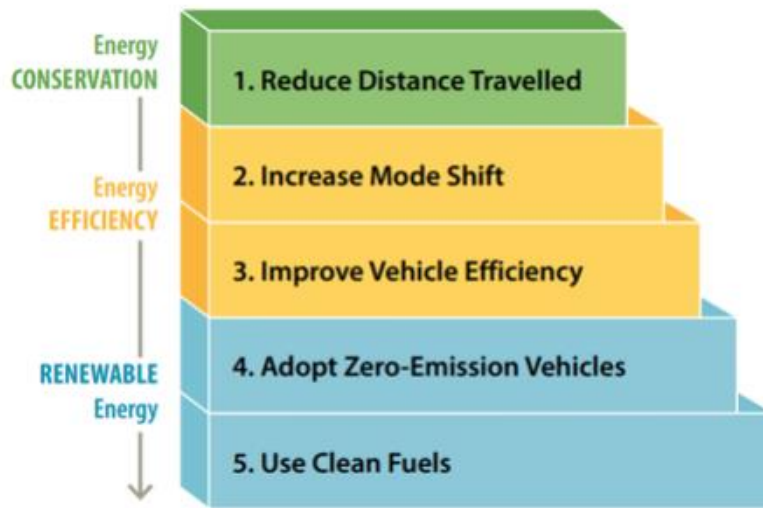 Energy
CONSERVATION
1. Reduce Distance Travelled
2. Increase Mode Shift
Energy
EFFICIENCY
3. Improve Vehicle Efficiency
4. Adopt Zero-Emission Vehicles
RENEWABLE
Energy
5. Use Clean Fuels